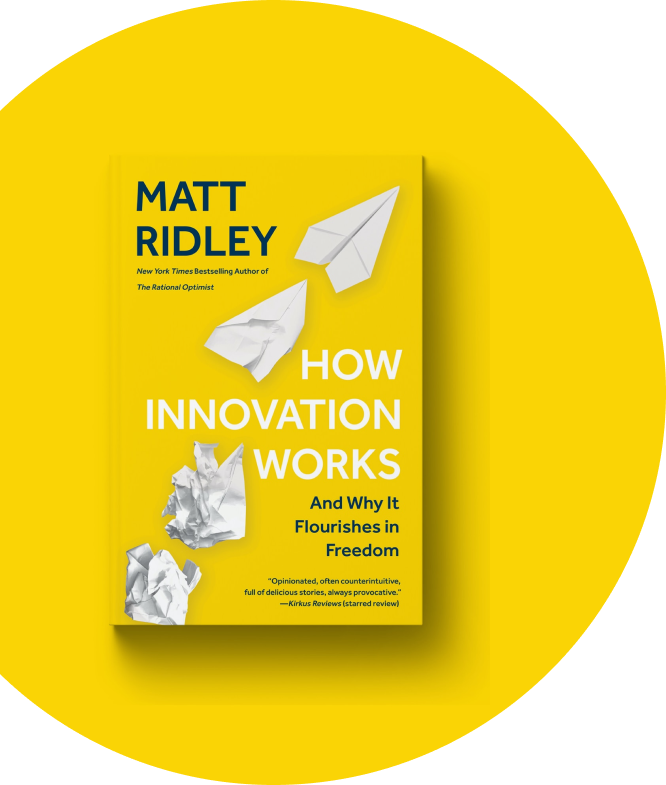 MATT
RIDLEY
New York Times Bestselling Author of
The Rational Optimist
HOW
INNOVATION
WORKS
And Why It
Flourishes in
Freedom
"Opinionated, often counterintuitive,
full of delicious stories, always provocative."
—Kirkus Reviews (starred review)